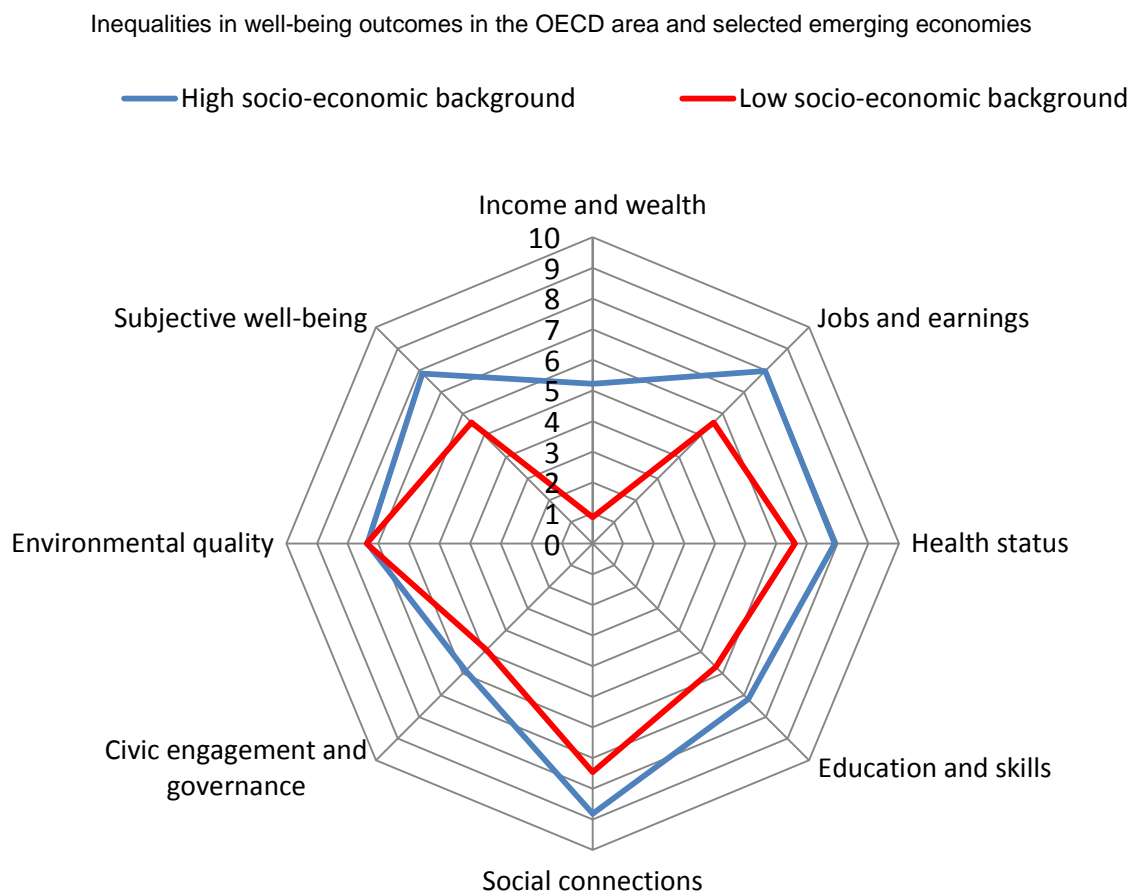 Inequalities in well-being outcomes in the OECD area and selected emerging economies
High socio-economic background
Low socio-economic background
Income and wealth
10
9
8
7
6
5
4
3
2
1
0
Subjective well-being
Jobs and earnings
Environmental quality
Health status
Civic engagement and
governance
Education and skills
Social connections